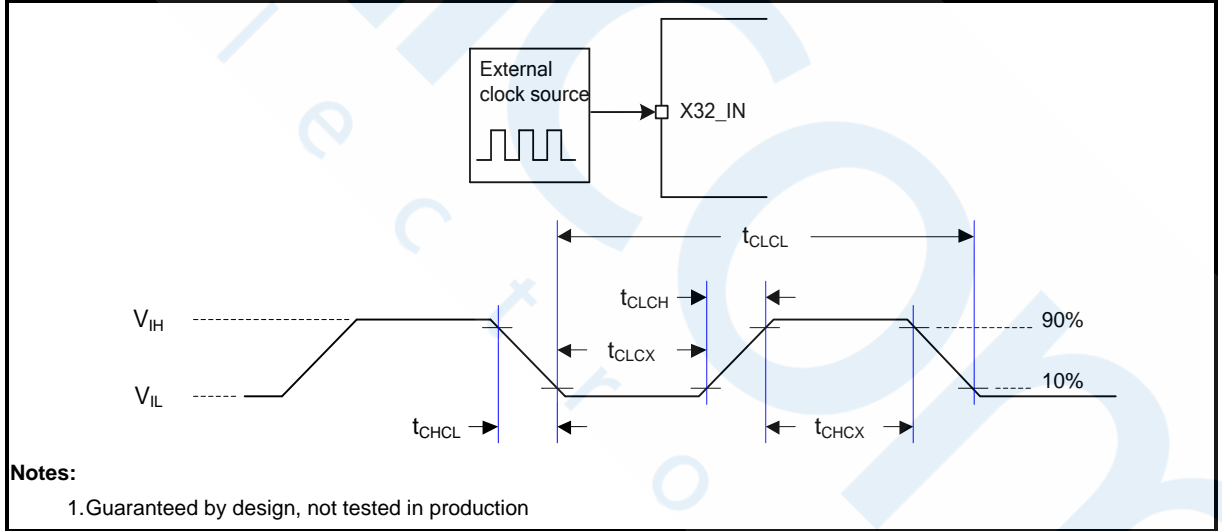 External
clock source
X32_IN
tCLCL
tCLCH
VIH
90%
tCLCX
VIL
10%
tCHCL
tCHCX
Notes:
1.Guaranteed by design, not tested in production